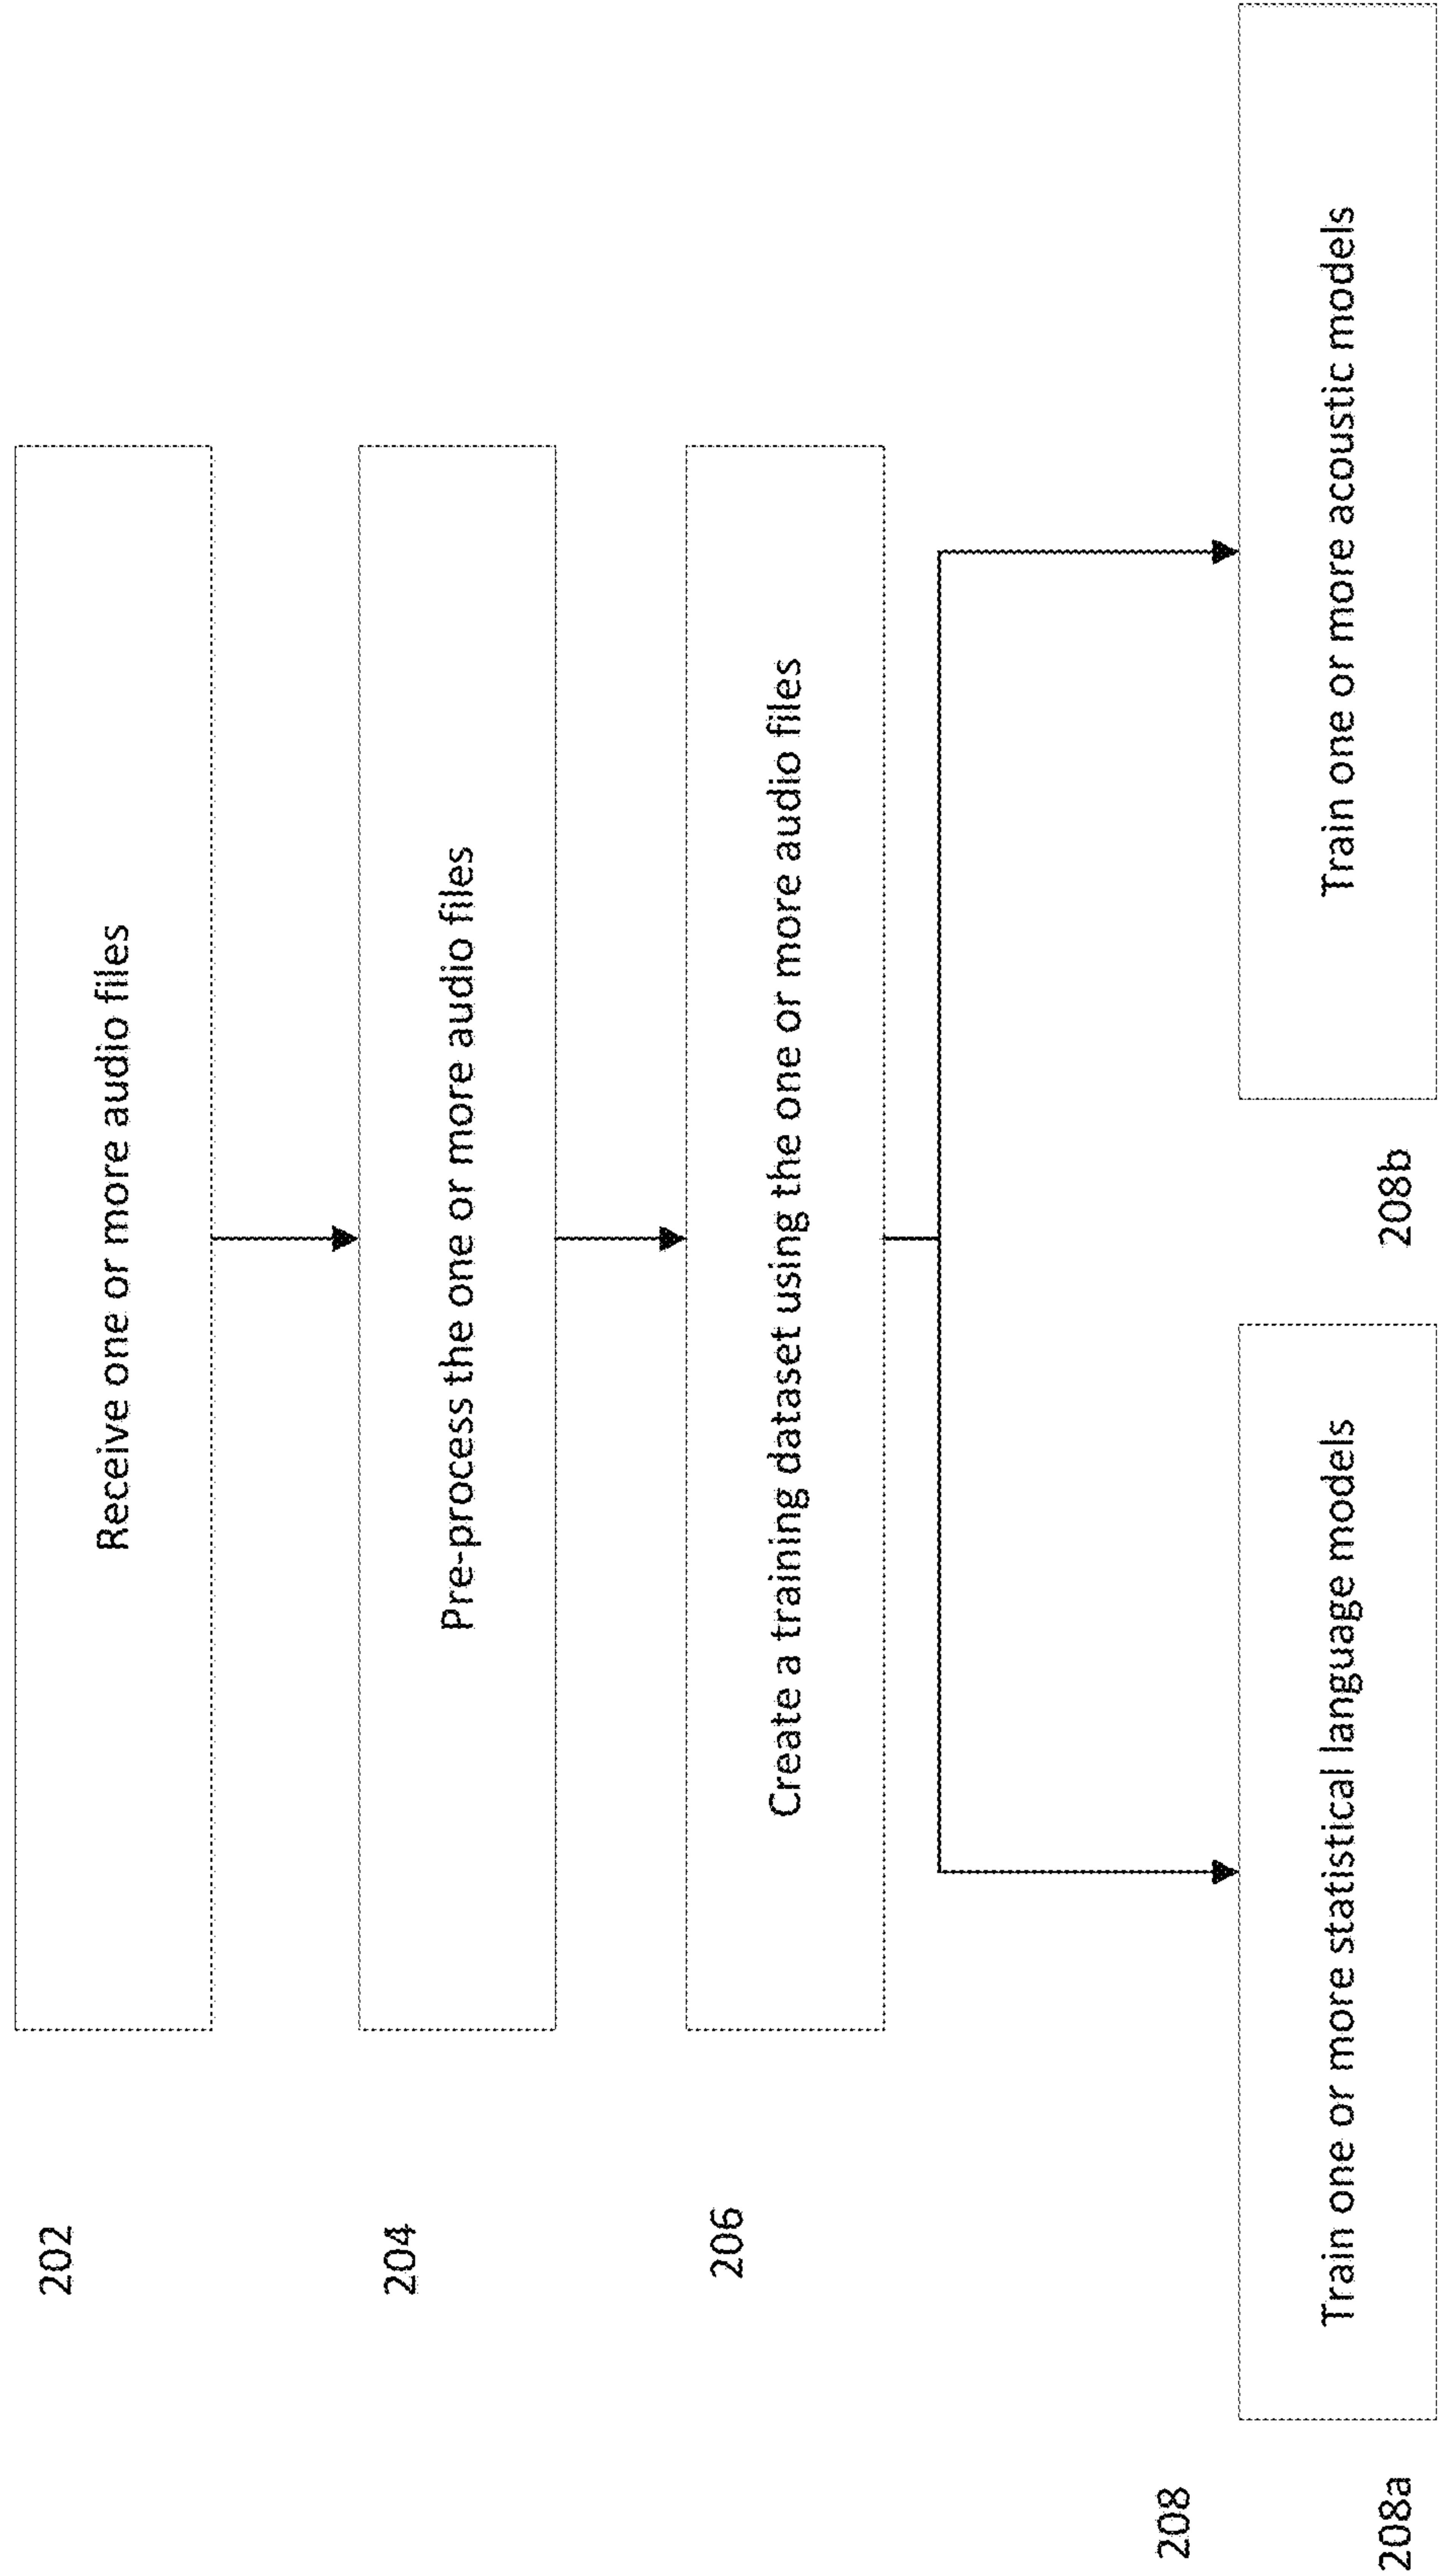 202
Receive one or more audio files
204
Pre-process the one or more audio files
206
Create a training dataset using the one or more audio files
208
208a
Train one or more statistical language models
208b
Train one or more acoustic models